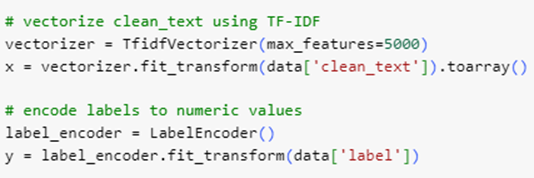 # vectorize clean_text using TF-IDF
vectorizer = TfidfVectorizer(max_features=5000)
x = vectorizer.fit_transform(data['clean_text']).toarray()
# encode labels to numeric values
label_encoder = LabelEncoder()
y = label_encoder.fit_transform(data['label'])